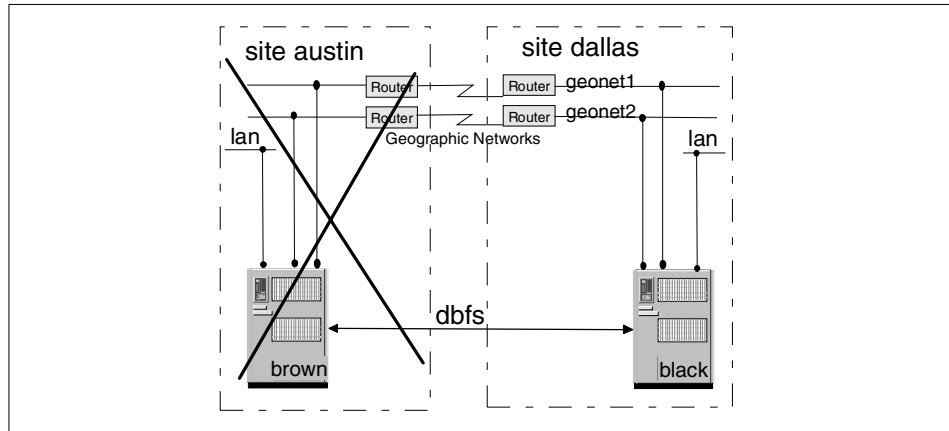 site austin
site dallas
Router
Router
geonet1
Router
Router
geonet2
Geographic Networks
lan
lan
dbfs
brown
black